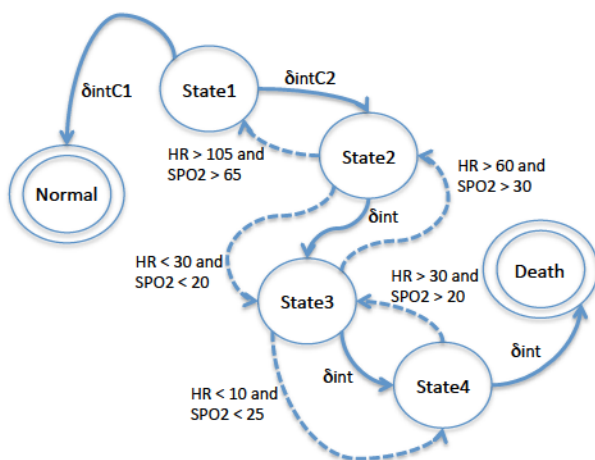 δintC1
State1
δintC2
HR > 105 and
SPO2 > 65
State2
HR > 60 and
SPO2 > 30
Normal
δint
HR < 30 and
SPO2 < 20
State3
HR > 30 and
SPO2 > 20
Death
δint
δint
HR < 10 and
SPO2 < 25
State4